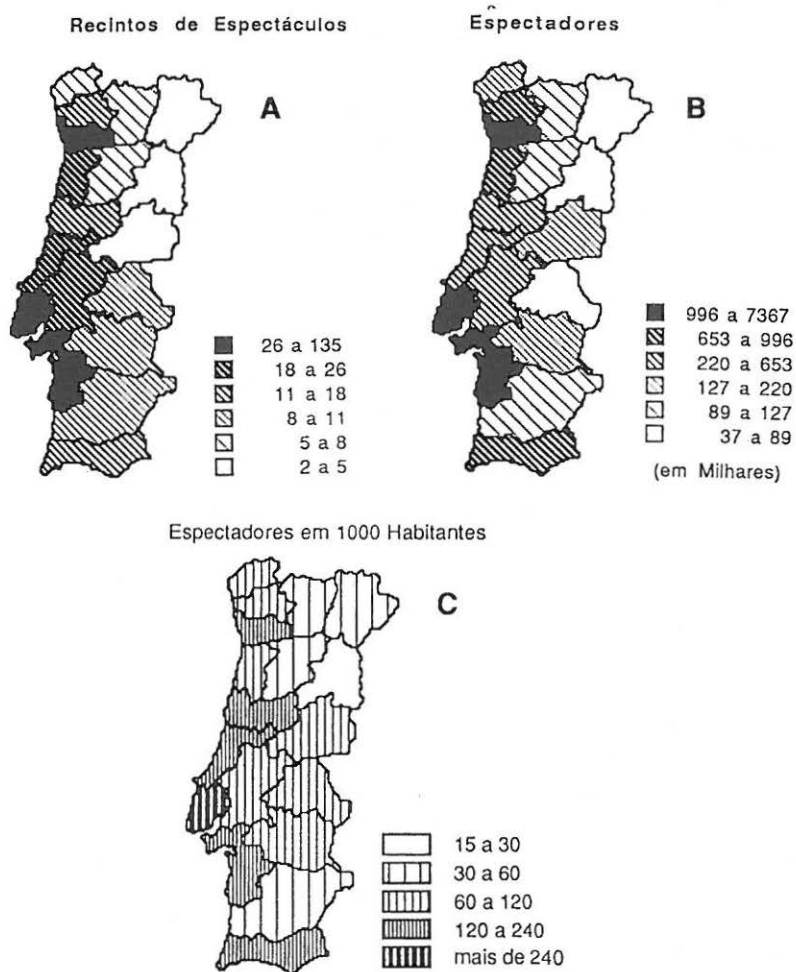 Recintos de Espectáculos
Espectadores
A
B
26 a 135
18 a 26
11 a 18
8 a 11
5 a 8
2 a 5
996 a 7367
653 a 996
220 a 653
127 a 220
89 a 127
37 a 89
(em Milhares)
Espectadores em 1000 Habitantes
C
15 a 30
30 a 60
60 a 120
120 a 240
mais de 240